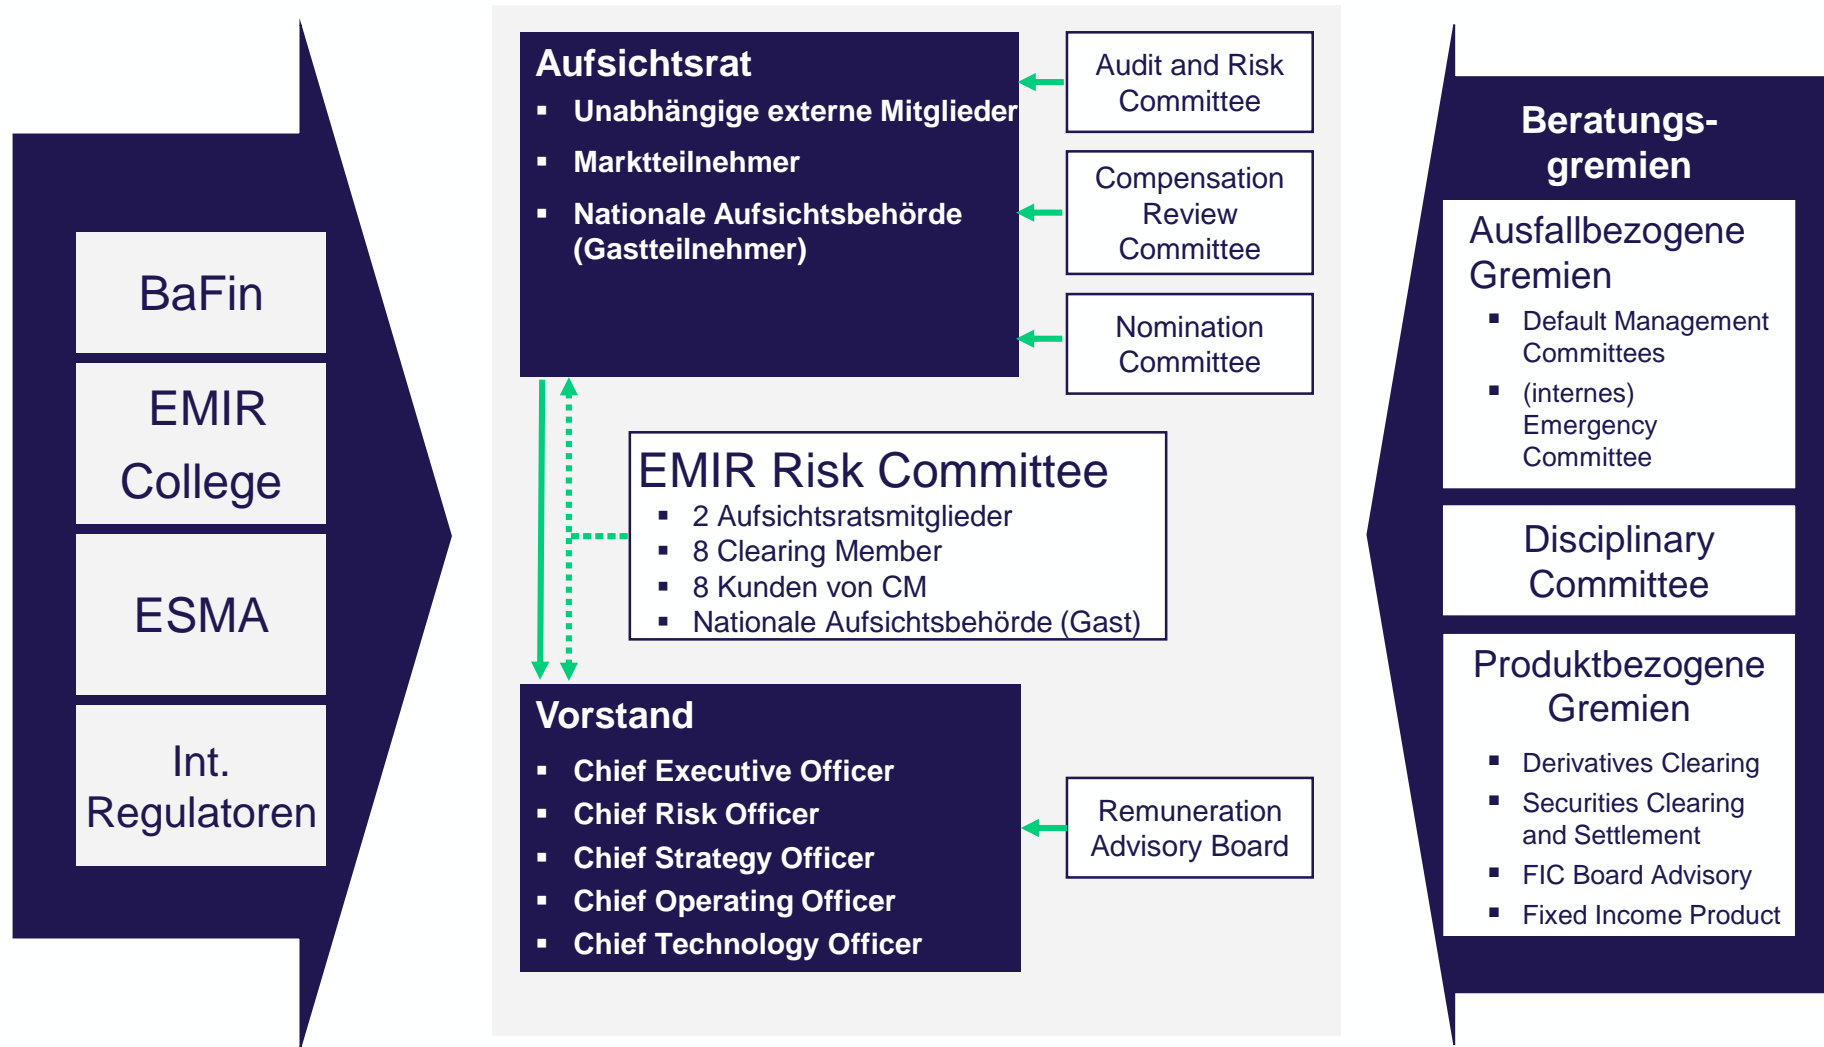 BaFin
EMIR
College
ESMA
Int.
Regulatoren
Aufsichtsrat
▪ Unabhängige externe Mitglieder
▪ Marktteilnehmer
▪ Nationale Aufsichtsbehörde
(Gastteilnehmer)
Audit and Risk
Committee
Compensation
Review
Committee
Nomination
Committee
EMIR Risk Committee
▪ 2 Aufsichtsratsmitglieder
▪ 8 Clearing Member
▪ 8 Kunden von CM
▪ Nationale Aufsichtsbehörde (Gast)
Vorstand
▪ Chief Executive Officer
▪ Chief Risk Officer
▪ Chief Strategy Officer
▪ Chief Operating Officer
▪ Chief Technology Officer
Remuneration
Advisory Board
Beratungs-
gremien
Ausfallbezogene
Gremien
▪ Default Management
Committees
▪ (internes)
Emergency
Committee
Disciplinary
Committee
Produktbezogene
Gremien
▪ Derivatives Clearing
▪ Securities Clearing
and Settlement
▪ FIC Board Advisory
▪ Fixed Income Product